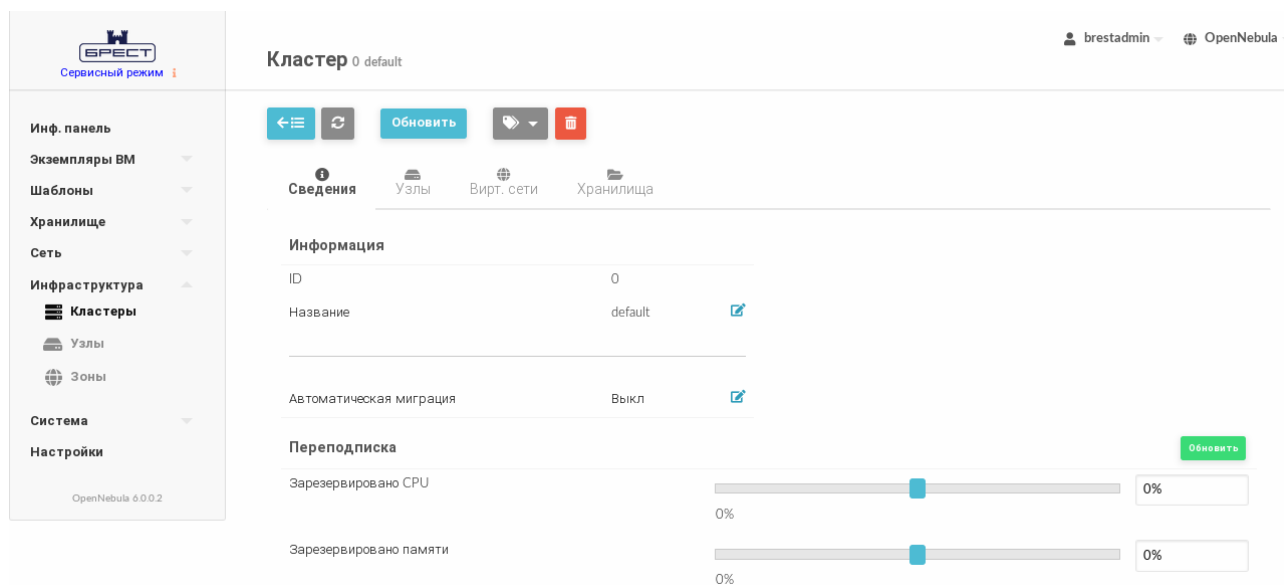 БРЕСТ
Сервисный режим
Кластер 0 default
brestadmin
OpenNebula
Обновить
Инф. панель
Экземпляры ВМ
Шаблоны
Хранилище
Сеть
Инфраструктура
Кластеры
Узлы
Зоны
Система
Настройки
OpenNebula 6.0.0.2
Сведения
Узлы
Вирт. сети
Хранилища
Информация
ID 0
Название default
Автоматическая миграция Выкл
Переподписка Обновить
Зарезервировано CPU 0%
0%
Зарезервировано памяти 0%
0%